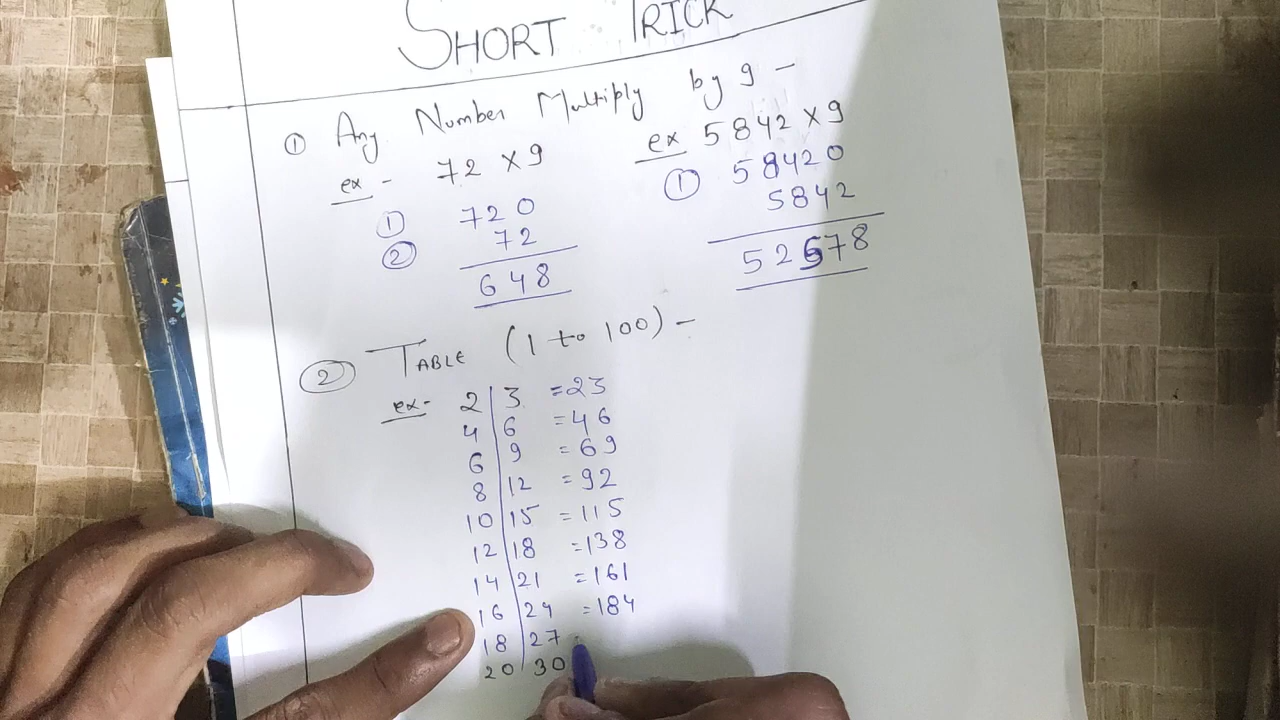 SHORT TRICK
① Any Number Multiply by 9 -
ex - 72 × 9
① 720
② 72
648
ex 5842 × 9
① 58420
5842
52578
② TABLE (1 to 100) -
ex- 2 | 3 = 23
4 | 6 = 46
6 | 9 = 69
8 | 12 = 92
10 | 15 = 115
12 | 18 = 138
14 | 21 = 161
16 | 24 = 184
18 | 27
20 | 30